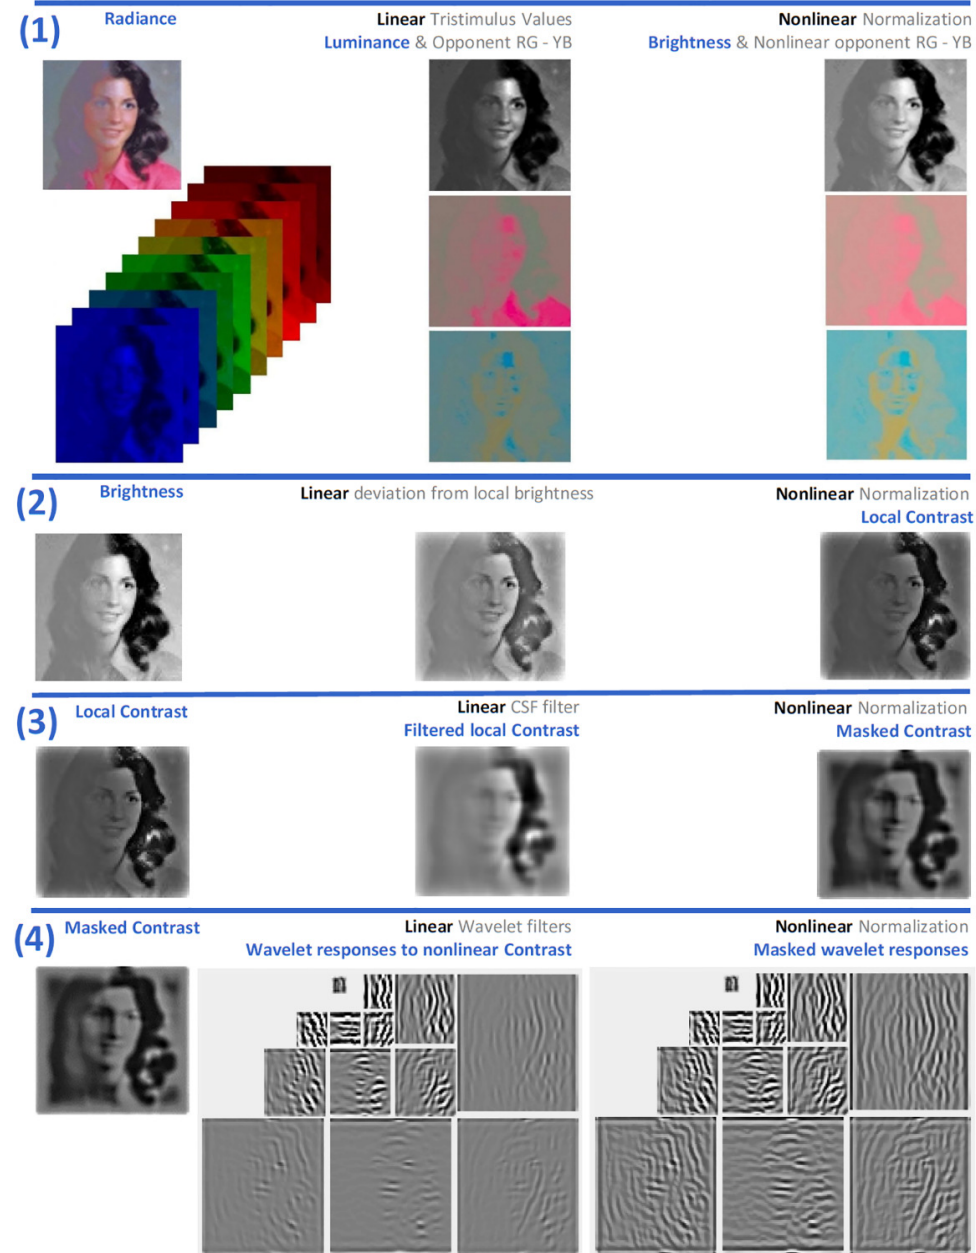 (1)
Radiance
Linear Tristimulus Values
Luminance & Opponent RG - YB
Nonlinear Normalization
Brightness & Nonlinear opponent RG - YB
(2)
Brightness
Linear deviation from local brightness
Nonlinear Normalization
Local Contrast
(3)
Local Contrast
Linear CSF filter
Filtered local Contrast
Nonlinear Normalization
Masked Contrast
(4)
Masked Contrast
Linear Wavelet filters
Wavelet responses to nonlinear Contrast
Nonlinear Normalization
Masked wavelet responses